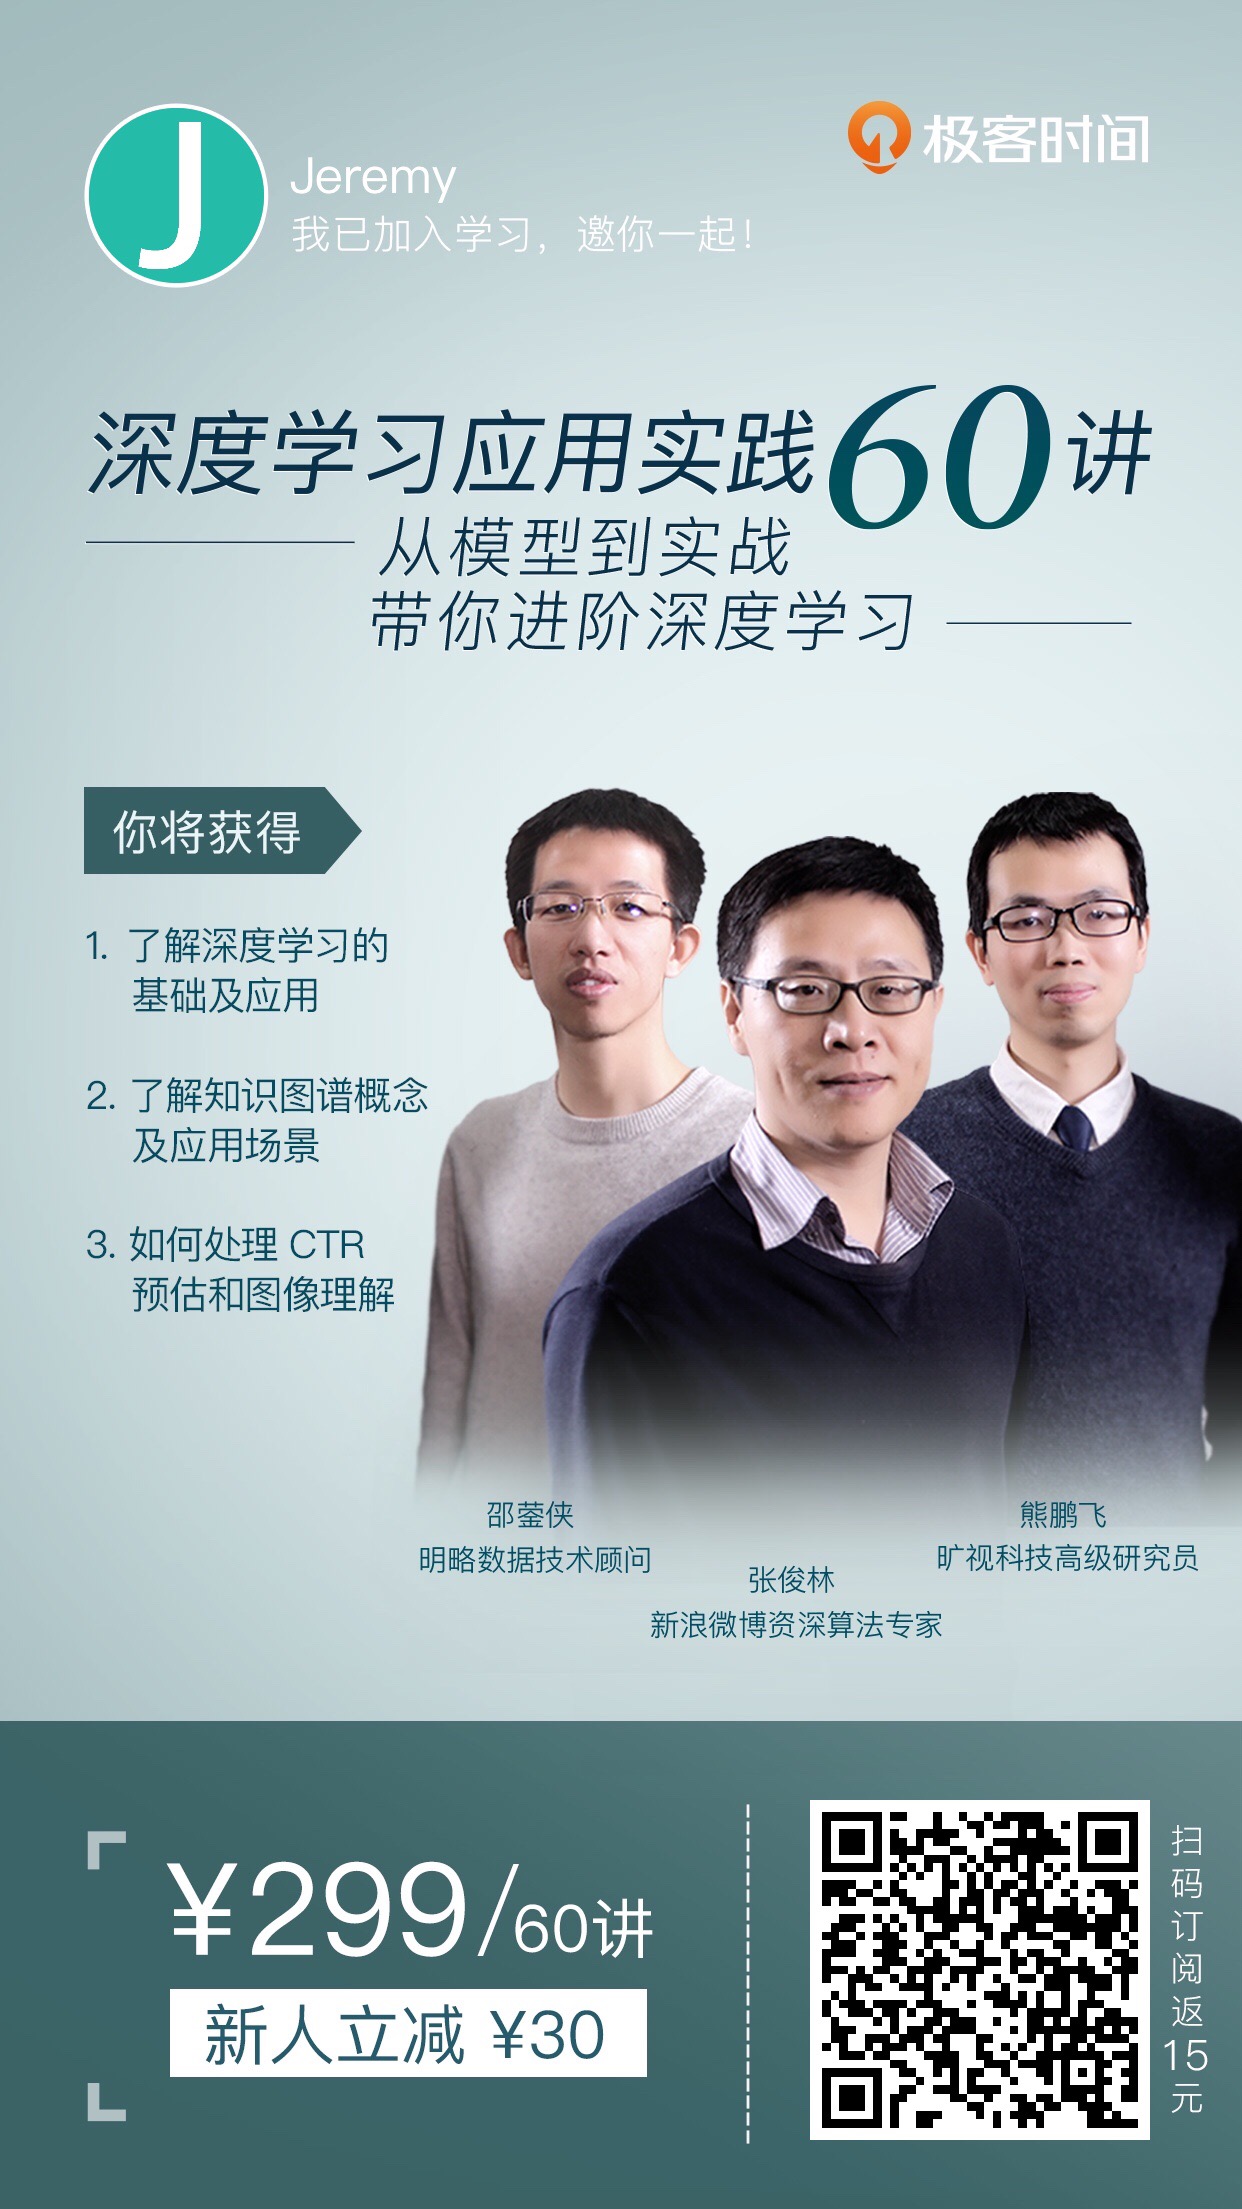 J
Jeremy
我已加入学习，邀你一起！
极客时间
深度学习应用实践60讲
从模型到实战
带你进阶深度学习
你将获得
1. 了解深度学习的
基础及应用
2. 了解知识图谱概念
及应用场景
3. 如何处理 CTR
预估和图像理解
邵蓥侠
明略数据技术顾问
张俊林
新浪微博资深算法专家
熊鹏飞
旷视科技高级研究员
¥299/60讲
新人立减 ¥30
扫码订阅返15元